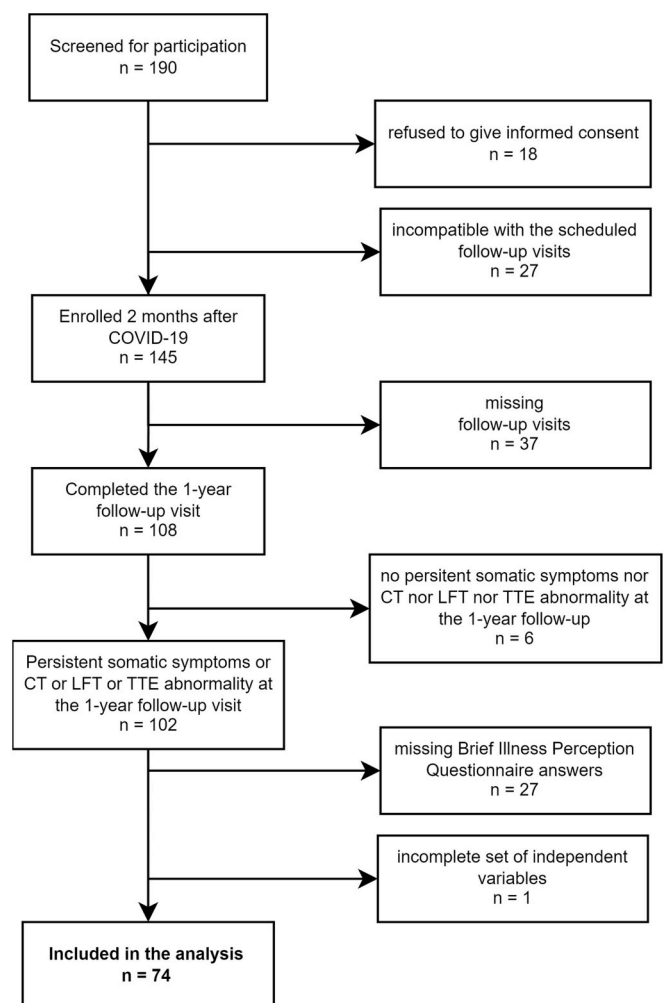 Screened for participation
n = 190
refused to give informed consent
n = 18
incompatible with the scheduled
follow-up visits
n = 27
Enrolled 2 months after
COVID-19
n = 145
missing
follow-up visits
n = 37
Completed the 1-year
follow-up visit
n = 108
no persitent somatic symptoms nor
CT nor LFT nor TTE abnormality at
the 1-year follow-up
n = 6
Persistent somatic symptoms or
CT or LFT or TTE abnormality at
the 1-year follow-up visit
n = 102
missing Brief Illness Perception
Questionnaire answers
n = 27
incomplete set of independent
variables
n = 1
Included in the analysis
n = 74